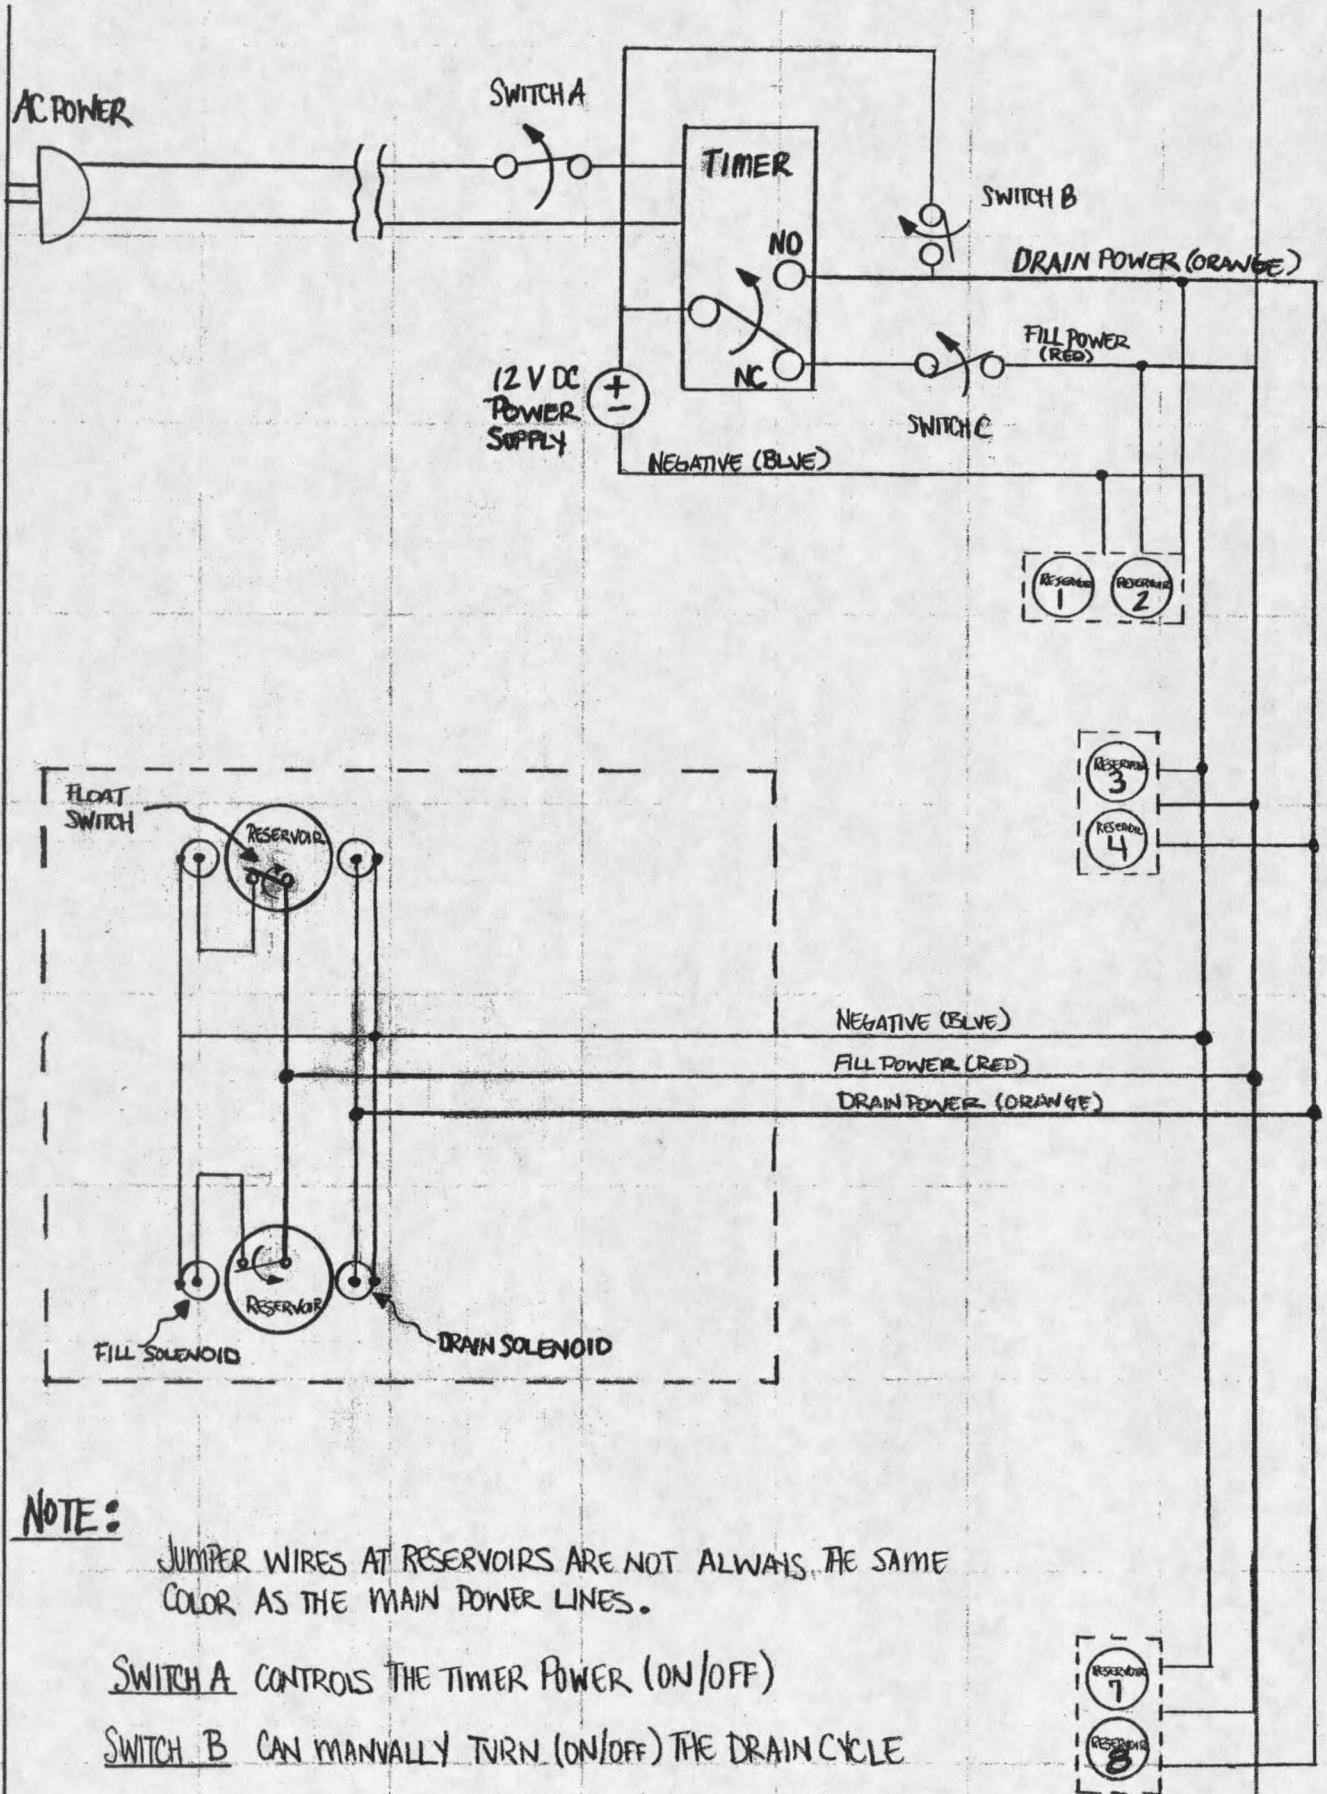 AC POWER
SWITCH A
TIMER
SWITCH B
NO
DRAIN POWER (ORANGE)
FILL POWER
(RED)
NC
12 V DC
POWER
SUPPLY
+
−
SWITCH C
NEGATIVE (BLUE)
RESERVOIR
1
RESERVOIR
2
RESERVOIR
3
RESERVOIR
4
FLOAT
SWITCH
RESERVOIR
NEGATIVE (BLUE)
FILL POWER (RED)
DRAIN POWER (ORANGE)
RESERVOIR
FILL SOLENOID
DRAIN SOLENOID
NOTE:
JUMPER WIRES AT RESERVOIRS ARE NOT ALWAYS THE SAME
COLOR AS THE MAIN POWER LINES.
SWITCH A CONTROLS THE TIMER POWER (ON/OFF)
SWITCH B CAN MANUALLY TURN (ON/OFF) THE DRAIN CYCLE
RESERVOIR
7
RESERVOIR
8